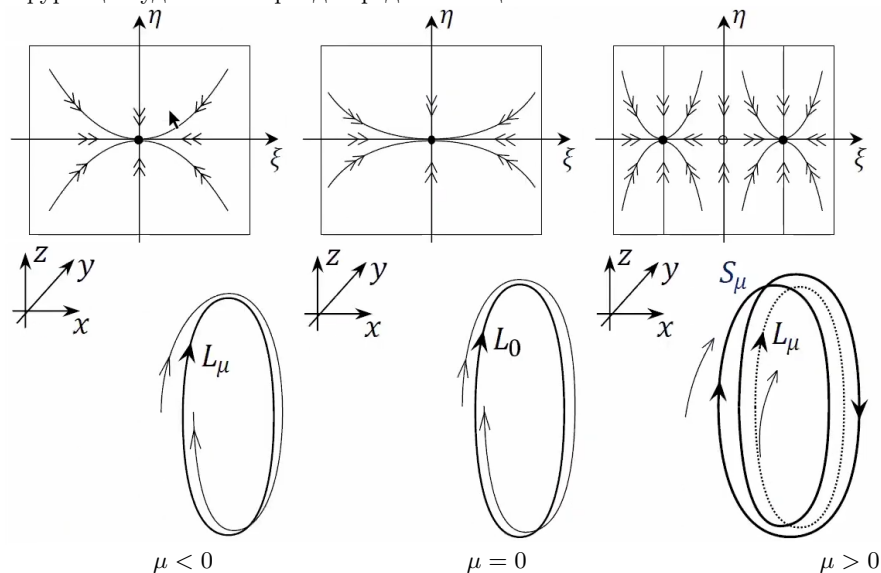 η η η
ξ ξ ξ
z y x z y x z y x
S_μ
L_μ L_0 L_μ
μ < 0 μ = 0 μ > 0